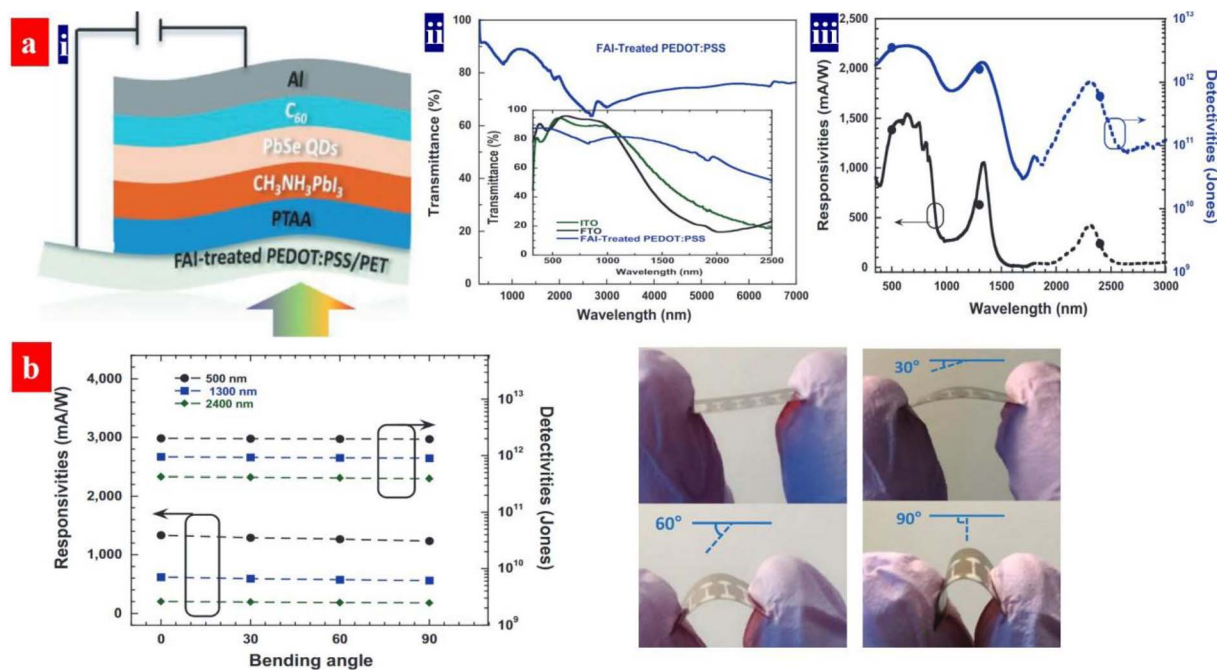 a
i
Al
C60
PbSe QDs
CH3NH3PbI3
PTAA
FAI-treated PEDOT:PSS/PET
ii
FAI-Treated PEDOT:PSS
Transmittance (%)
100
80
60
40
20
0
1000 2000 3000 4000 5000 6000 7000
Wavelength (nm)
Transmittance (%)
100
80
60
40
20
0
ITO
FTO
FAI-Treated PEDOT:PSS
500 1000 1500 2000 2500
Wavelength (nm)
iii
Responsivities (mA/W)
2,500
2,000
1,500
1,000
500
0
500 1000 1500 2000 2500 3000
Wavelength (nm)
10^13
10^12
10^11
10^10
10^9
Detectivities (Jones)
b
Responsivities (mA/W)
4,000
3,000
2,000
1,000
0
500 nm
1300 nm
2400 nm
0 30 60 90
Bending angle
10^13
10^12
10^11
10^10
10^9
Detectivities (Jones)
30°
60°
90°